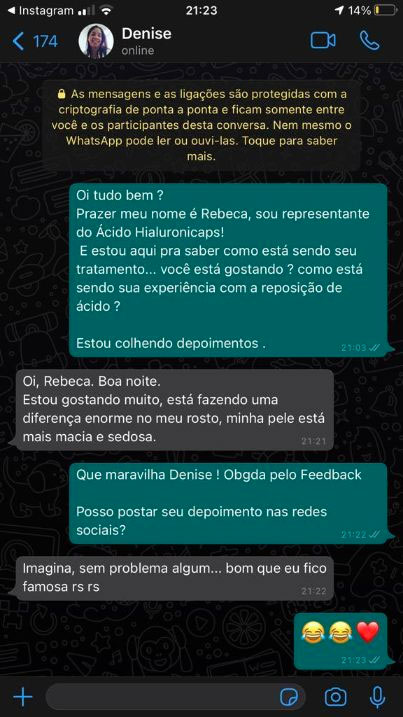 Instagram
21:23
14%
174
Denise
online
As mensagens e as ligações são protegidas com a
criptografia de ponta a ponta e ficam somente entre
você e os participantes desta conversa. Nem mesmo o
WhatsApp pode ler ou ouvi-las. Toque para saber
mais.
Oi tudo bem ?
Prazer meu nome é Rebeca, sou representante
do Ácido Hialuronicaps!
E estou aqui pra saber como está sendo seu
tratamento... você está gostando ? como está
sendo sua experiência com a reposição de
ácido ?
Estou colhendo depoimentos .
21:03
Oi, Rebeca. Boa noite.
Estou gostando muito, está fazendo uma
diferença enorme no meu rosto, minha pele está
mais macia e sedosa.
21:21
Que maravilha Denise ! Obgda pelo Feedback
Posso postar seu depoimento nas redes
sociais?
21:22
Imagina, sem problema algum... bom que eu fico
famosa rs rs
21:22
😂😂❤️
21:23